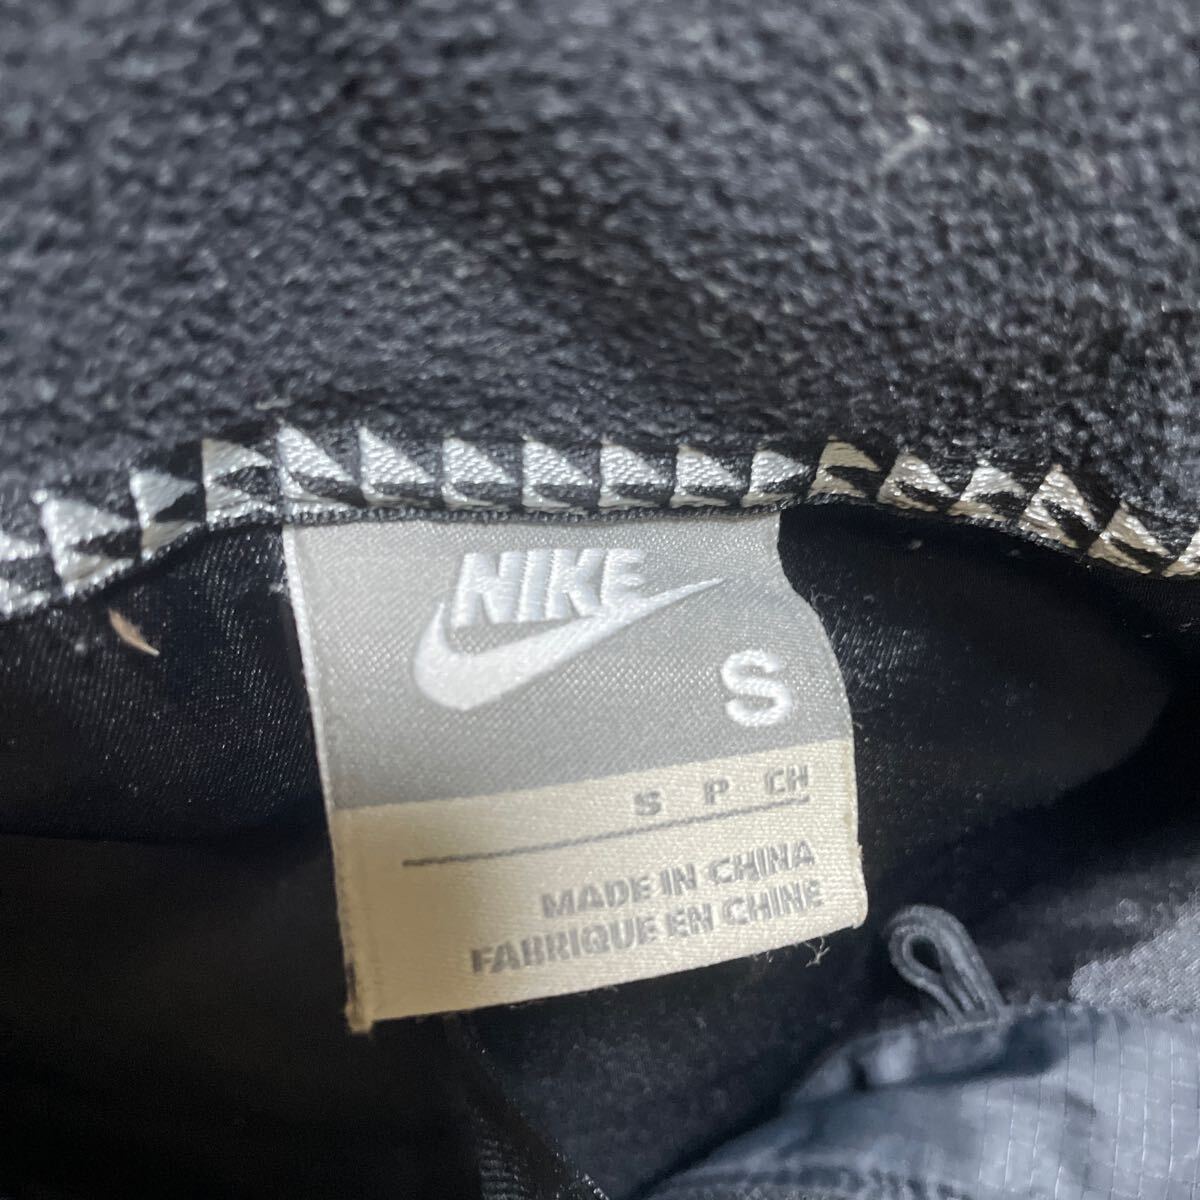 NIKE
S
S P CH
MADE IN CHINA
FABRIQUE EN CHINE